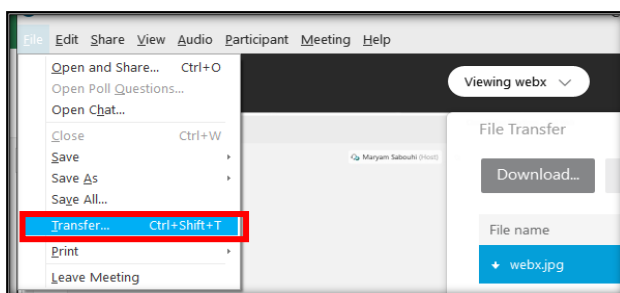 File Edit Share View Audio Participant Meeting Help
Open and Share... Ctrl+O
Open Poll Questions...
Open Chat...
Close Ctrl+W
Save
Save As
Save All...
Transfer... Ctrl+Shift+T
Print
Leave Meeting
Viewing webx
Maryam Sabouhi (Host)
File Transfer
Download...
File name
webx.jpg